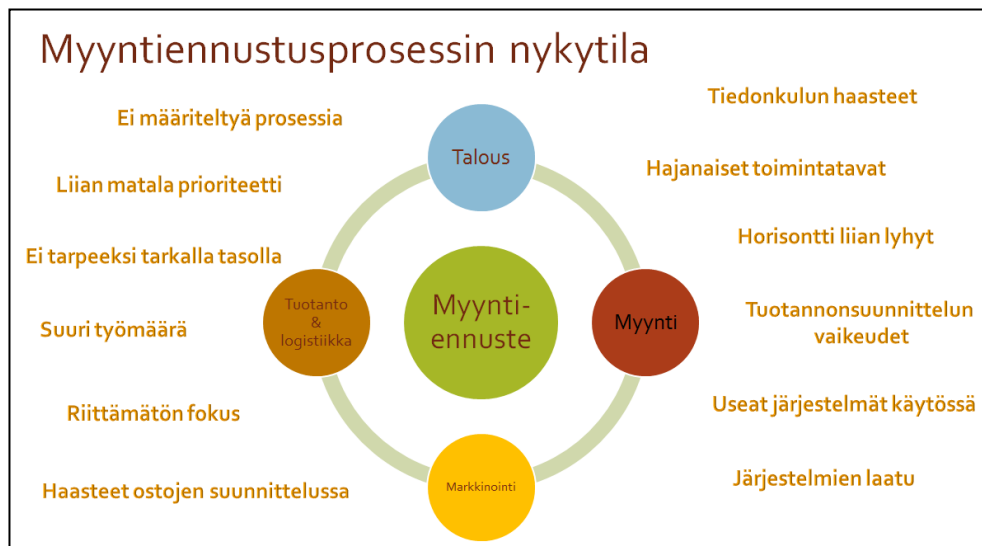 Myyntiennustusprosessin nykytila
Ei määriteltyä prosessia
Liian matala prioriteetti
Ei tarpeeksi tarkalla tasolla
Suuri työmäärä
Riittämätön fokus
Haasteet ostojen suunnittelussa
Talous
Tuotanto
&
logistiikka
Myynti-
ennuste
Myynti
Markkinointi
Tiedonkulun haasteet
Hajanaiset toimintatavat
Horisontti liian lyhyt
Tuotannonsuunnittelun
vaikeudet
Useat järjestelmät käytössä
Järjestelmien laatu